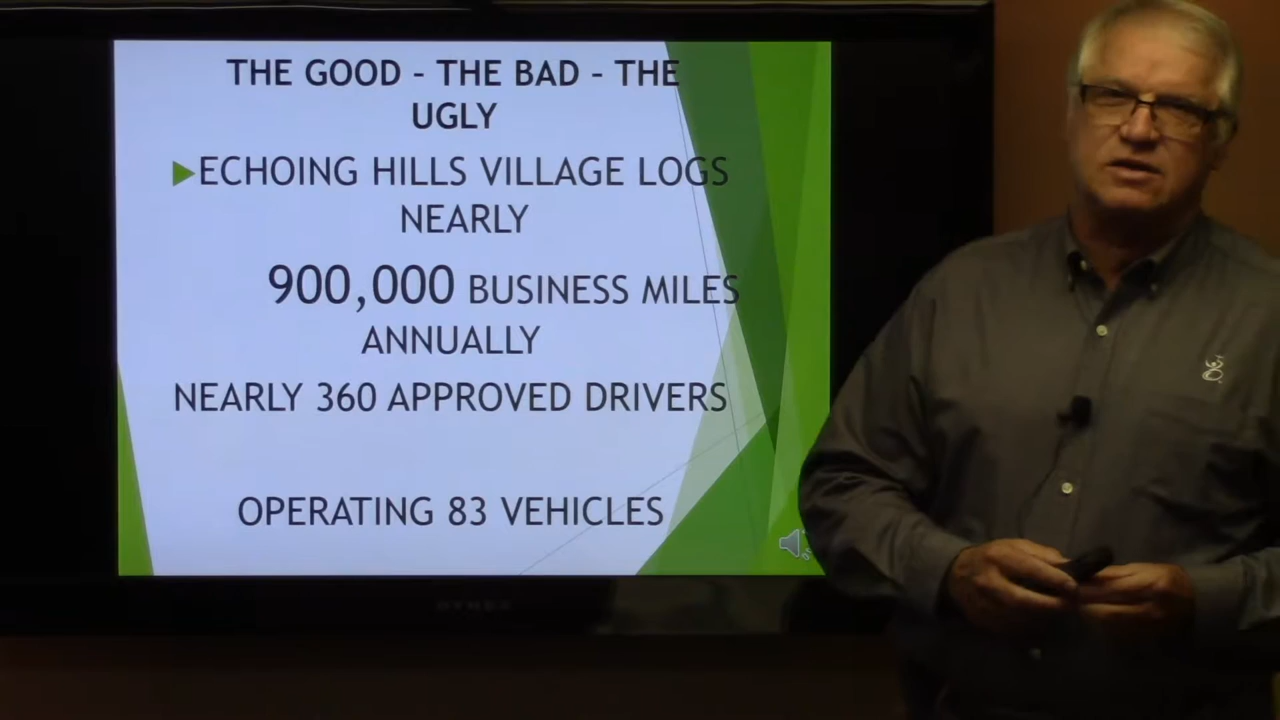 THE GOOD – THE BAD – THE
UGLY
ECHOING HILLS VILLAGE LOGS
NEARLY
900,000 BUSINESS MILES
ANNUALLY
NEARLY 360 APPROVED DRIVERS
OPERATING 83 VEHICLES